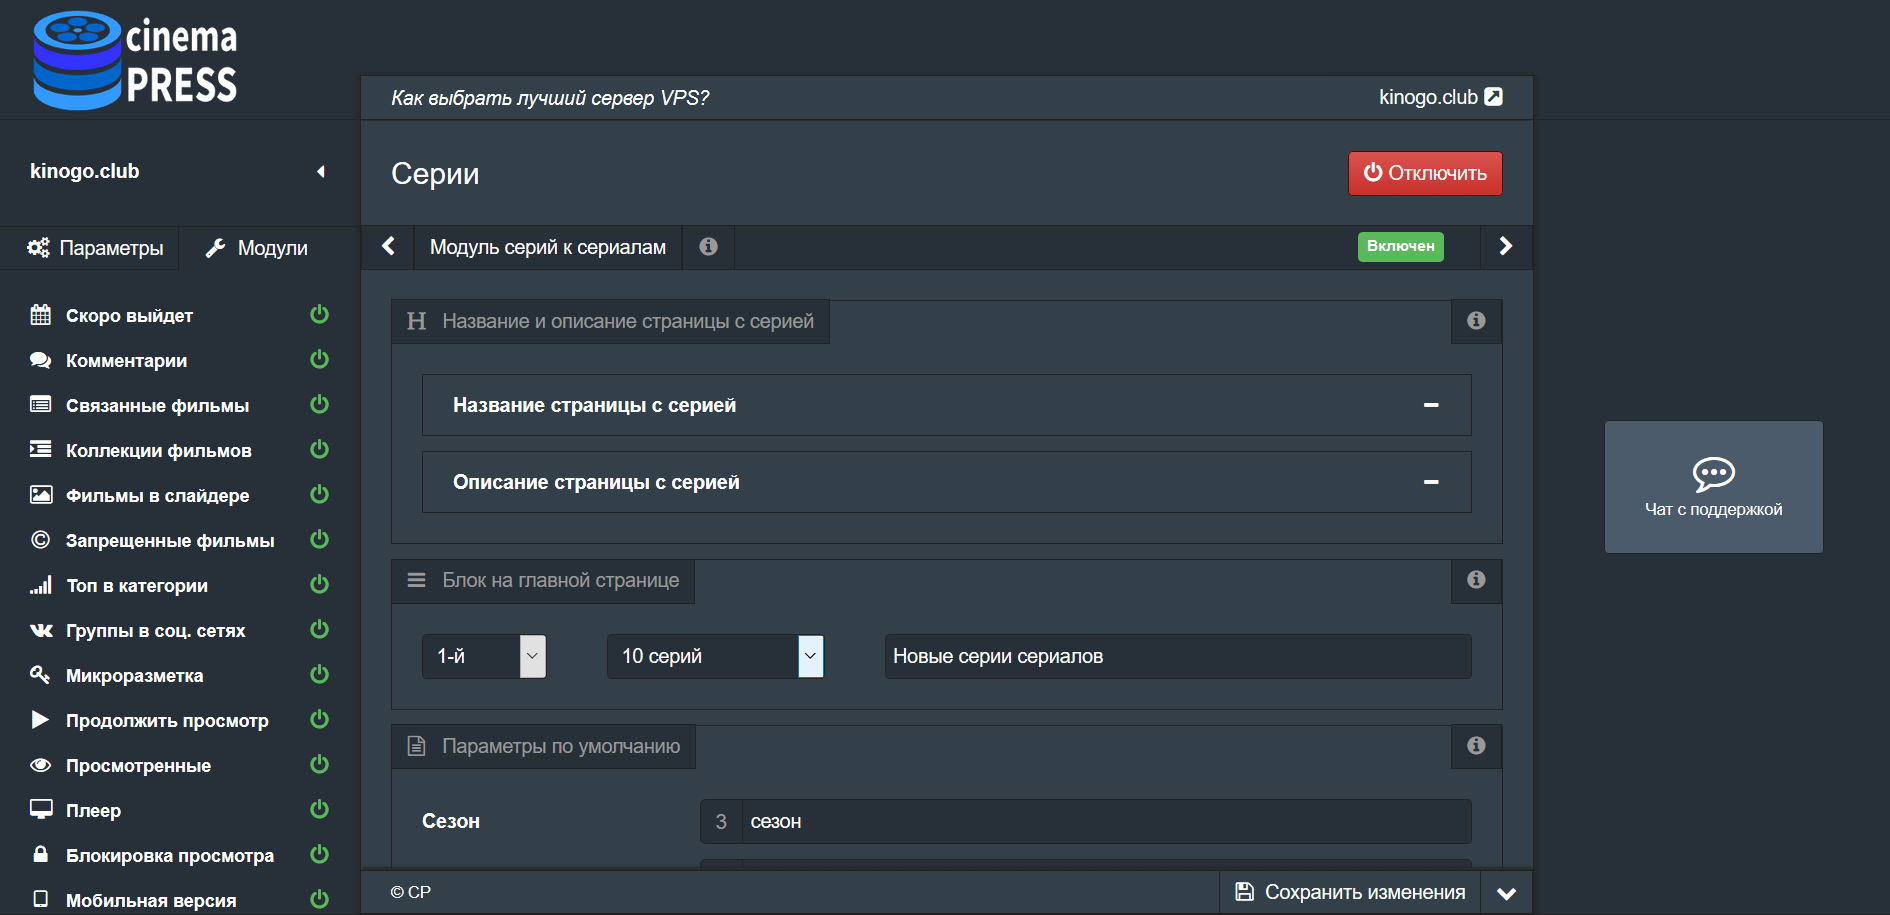 cinema
PRESS
Как выбрать лучший сервер VPS?
kinogo.club
kinogo.club
Серии
Отключить
Параметры
Модули
Модуль серий к сериалам
Включен
Скоро выйдет
Комментарии
Связанные фильмы
Коллекции фильмов
Фильмы в слайдере
Запрещенные фильмы
Топ в категории
Группы в соц. сетях
Микроразметка
Продолжить просмотр
Просмотренные
Плеер
Блокировка просмотра
Мобильная версия
H Название и описание страницы с серией
Название страницы с серией
Описание страницы с серией
Блок на главной странице
1-й
10 серий
Новые серии сериалов
Параметры по умолчанию
Сезон
3 сезон
© CP
Сохранить изменения
Чат с поддержкой